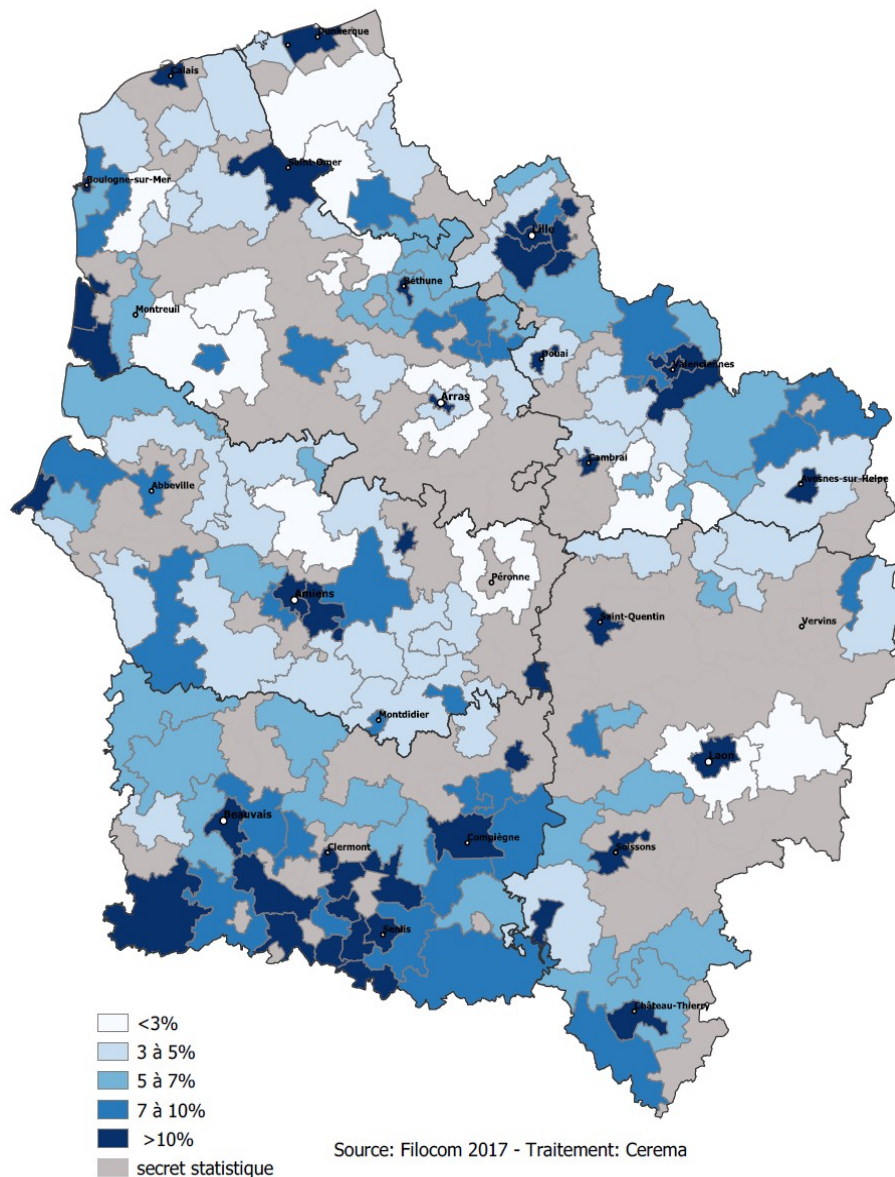 Dunkerque
Calais
Saint-Omer
Boulogne-sur-Mer
Lille
Béthune
Montreuil
Douai
Valenciennes
Arras
Cambrai
Avesnes-sur-Helpe
Abbeville
Péronne
Amiens
Saint-Quentin
Vervins
Montdidier
Laon
Beauvais
Compiègne
Clermont
Soissons
Senlis
Château-Thierry
<3%
3 à 5%
5 à 7%
7 à 10%
>10%
secret statistique
Source: Filocom 2017 - Traitement: Cerema